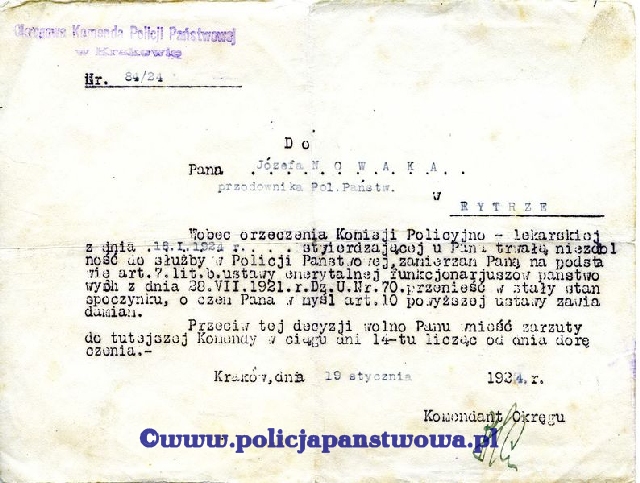 Okręgowa Komenda Policji Państwowej
w Krakowie
Nr. 84/24
Do
Pana Józefa NOWAKA
przodownika Pol.Państw.
w
RYTRZE
Wobec orzeczenia Komisji Policyjno - lekarskiej
z dnia .18.I.1924 r. . . . stwierdzającej u Pana trwałą niezdol
ność do służby w Policji Państwowej,zamierzam Pana na podsta
wie art.7.lit.b.ustawy emerytalnej funkcjonarjuszów państwo
wych z dnia 28.VII.1921.r.Dz.U.Nr.70.przenieść w stały stan
spoczynku, o czem Pana w myśl art.10 powyższej ustawy zawia
damiam.
Przeciw tej decyzji wolno Panu wnieść zarzuty
do tutejszej Komendy w ciągu dni 14-tu licząc od dnia dorę
czenia.-
Kraków,dnia 19 stycznia 1924.r.
Komendant Okręgu
©www.policjapanstwowa.pl